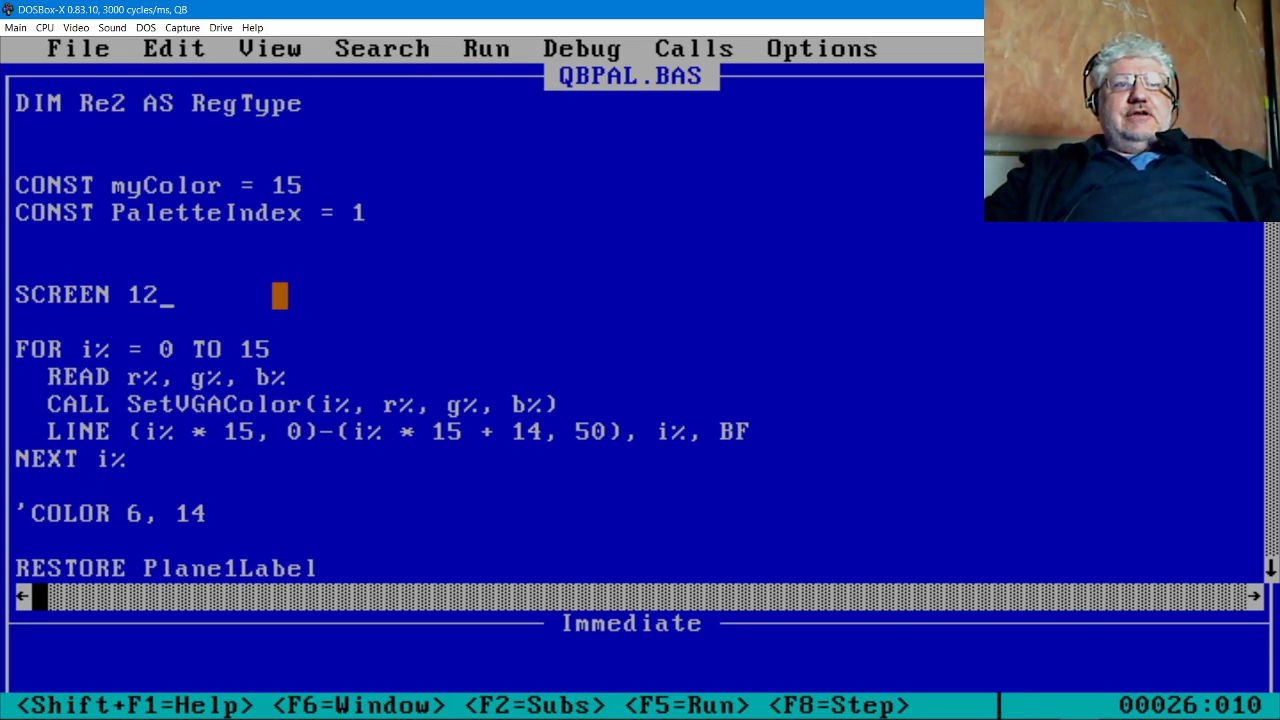 DOSBox-X 0.83.10, 3000 cycles/ms, QB
Main CPU Video Sound DOS Capture Drive Help
File Edit View Search Run Debug Calls Options
QBPAL.BAS
DIM Re2 AS RegType
CONST myColor = 15
CONST PaletteIndex = 1
SCREEN 12_
FOR i% = 0 TO 15
READ r%, g%, b%
CALL SetVGAColor(i%, r%, g%, b%)
LINE (i% * 15, 0)-(i% * 15 + 14, 50), i%, BF
NEXT i%
'COLOR 6, 14
RESTORE Plane1Label
Immediate
<Shift+F1=Help> <F6=Window> <F2=Subs> <F5=Run> <F8=Step> 00026:010